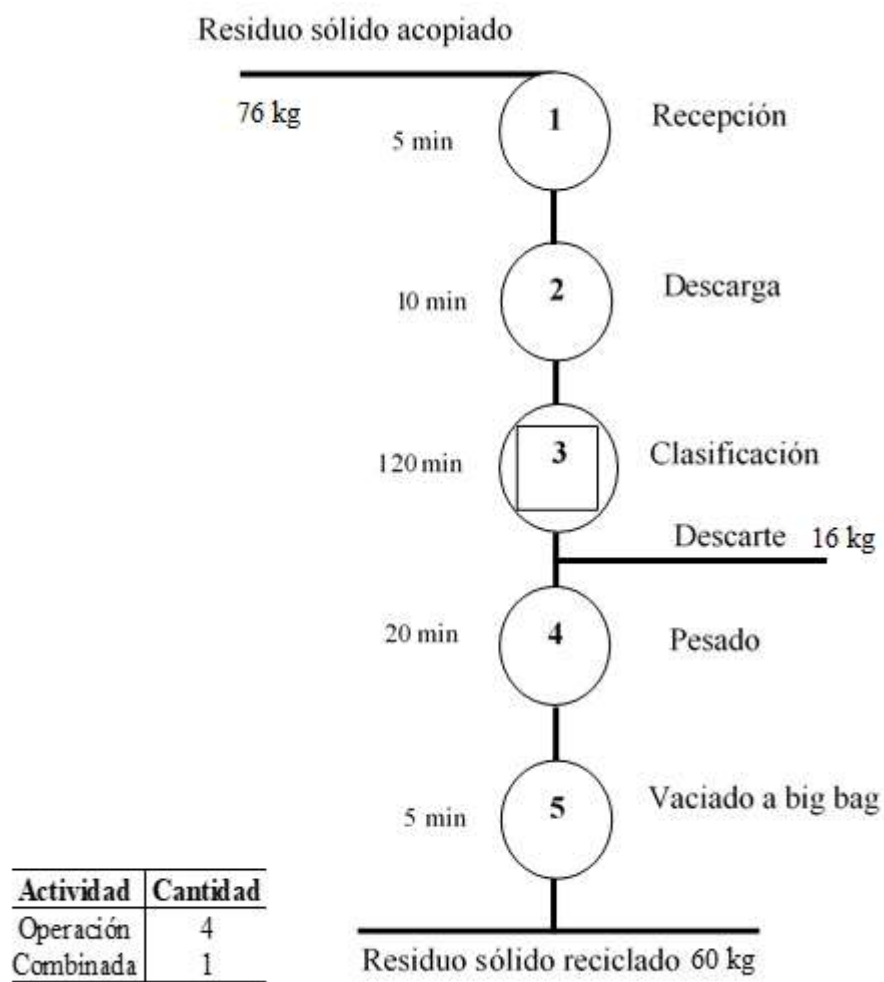 Residuo sólido acopiado
76 kg
1
Recepción
5 min
2
Descarga
10 min
3
Clasificación
120 min
Descarte 16 kg
4
Pesado
20 min
5
Vaciado a big bag
5 min
Actividad Cantidad
Operación 4
Combinada 1
Residuo sólido reciclado 60 kg